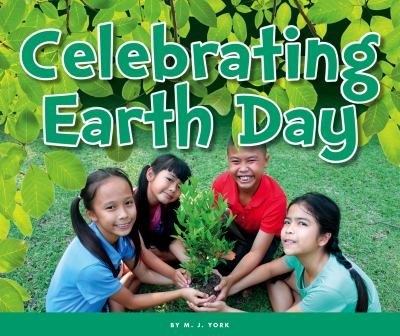 Celebrating
Earth Day
BY M. J. YORK